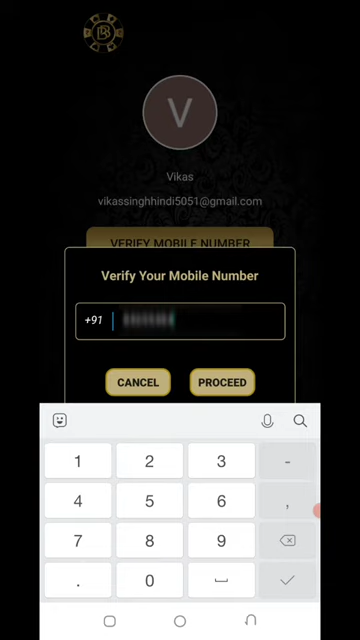 B
V
Vikas
vikassinghhindi5051@gmail.com
VERIFY MOBILE NUMBER
Verify Your Mobile Number
+91
CANCEL PROCEED
1 2 3 -
4 5 6 ,
7 8 9
. 0